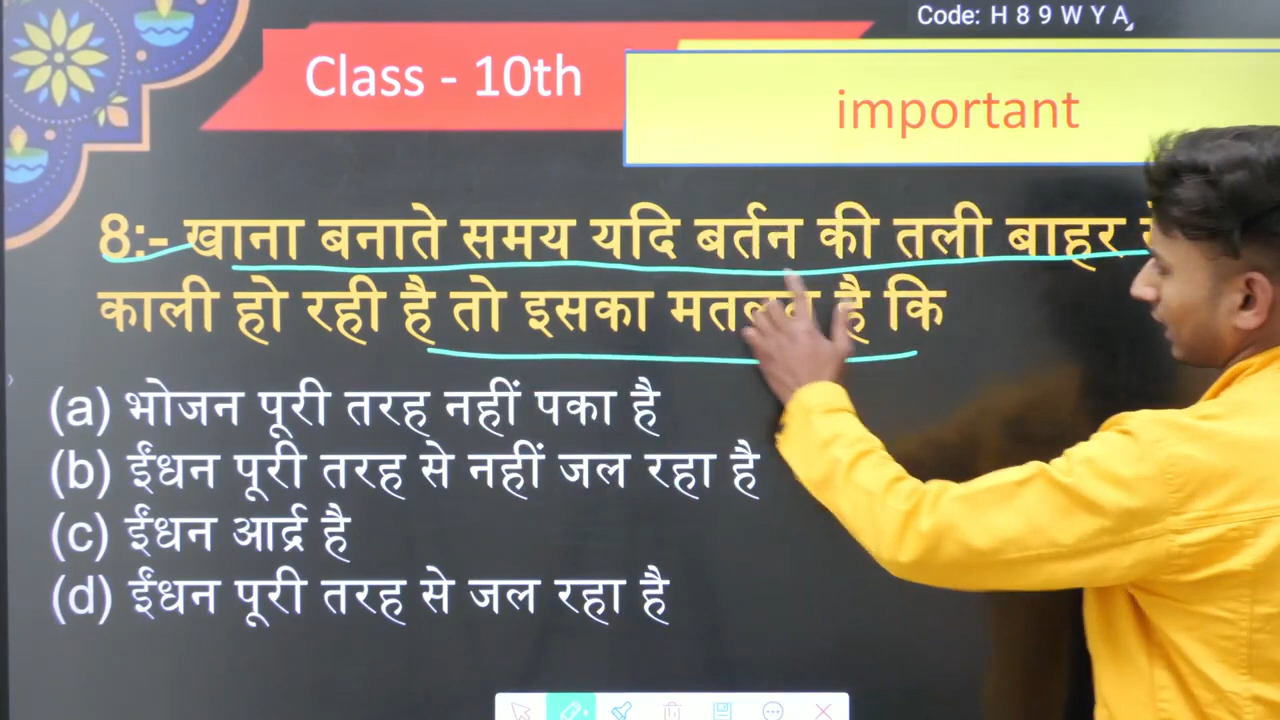 Code: H 8 9 W Y A
Class - 10th
important
8:- खाना बनाते समय यदि बर्तन की तली बाहर
काली हो रही है तो इसका मतलब है कि
(a) भोजन पूरी तरह नहीं पका है
(b) ईंधन पूरी तरह से नहीं जल रहा है
(c) ईंधन आर्द्र है
(d) ईंधन पूरी तरह से जल रहा है